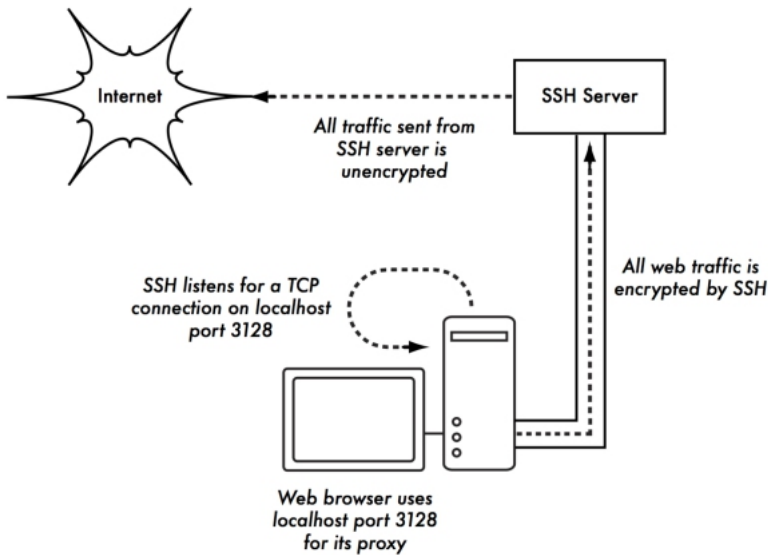 Internet
SSH Server
All traffic sent from
SSH server is
unencrypted
All web traffic is
encrypted by SSH
SSH listens for a TCP
connection on localhost
port 3128
Web browser uses
localhost port 3128
for its proxy